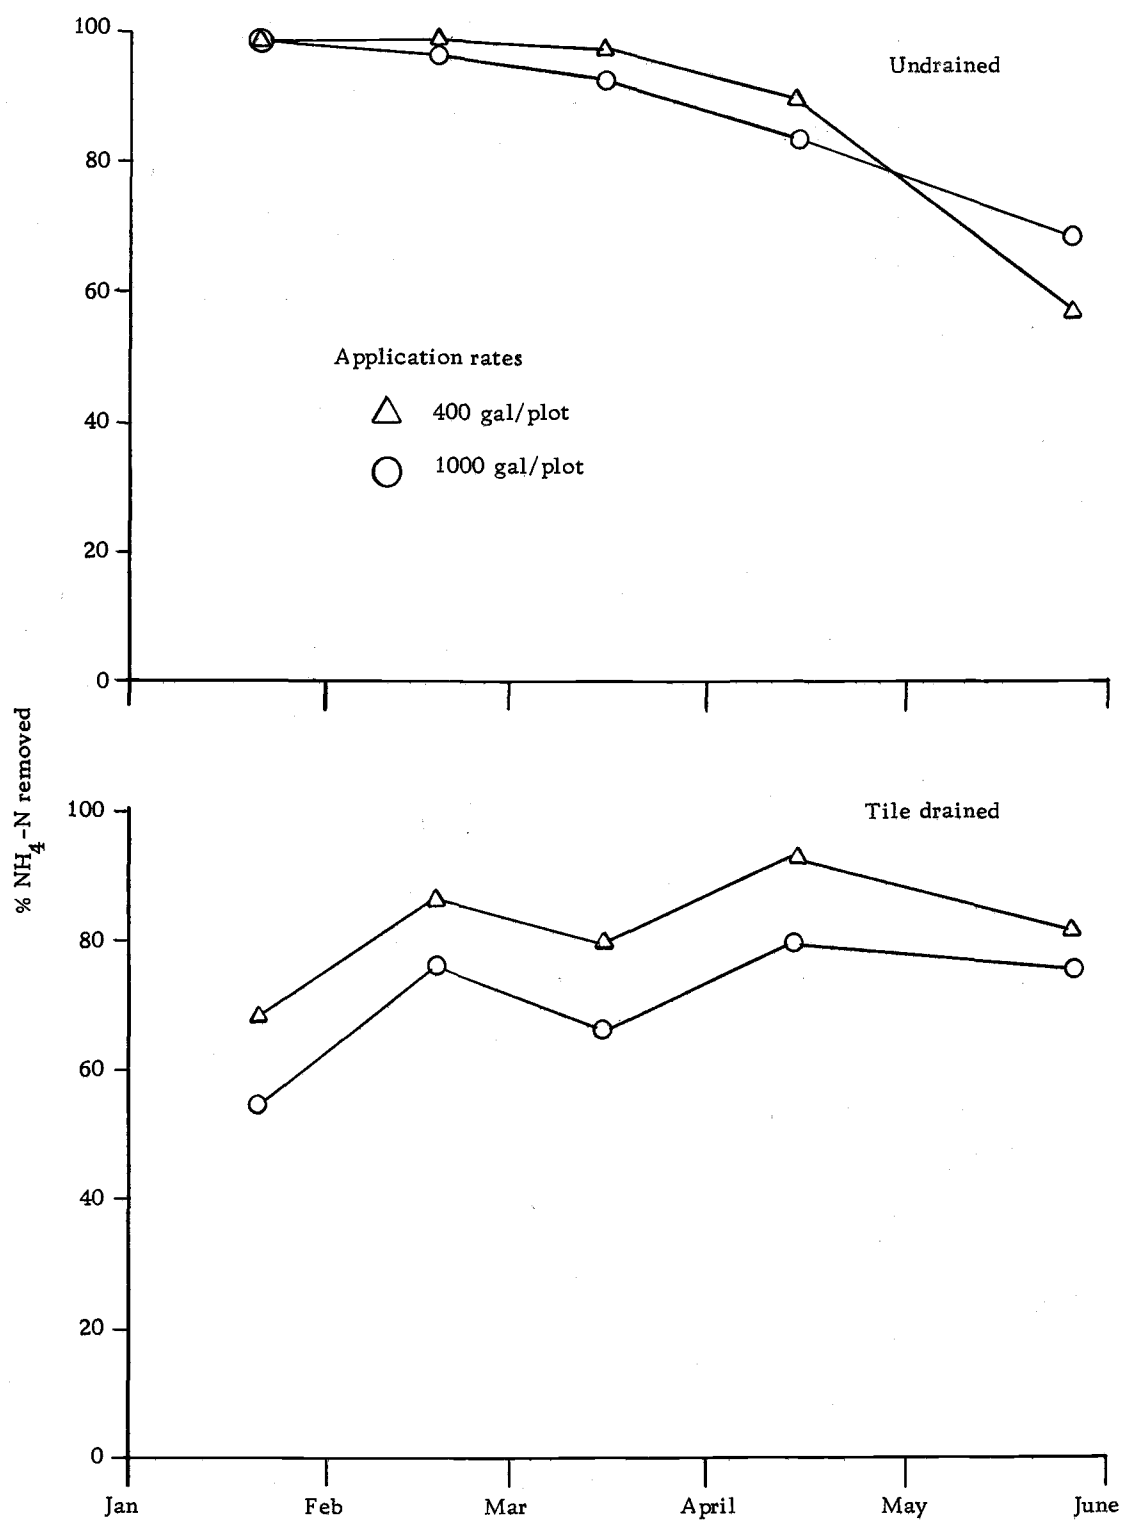 100
Undrained
80
60
Application rates
400 gal/plot
40
1000 gal/plot
20
0
% NH4-N removed
100
Tile drained
80
60
40
20
0
Jan Feb Mar April May June